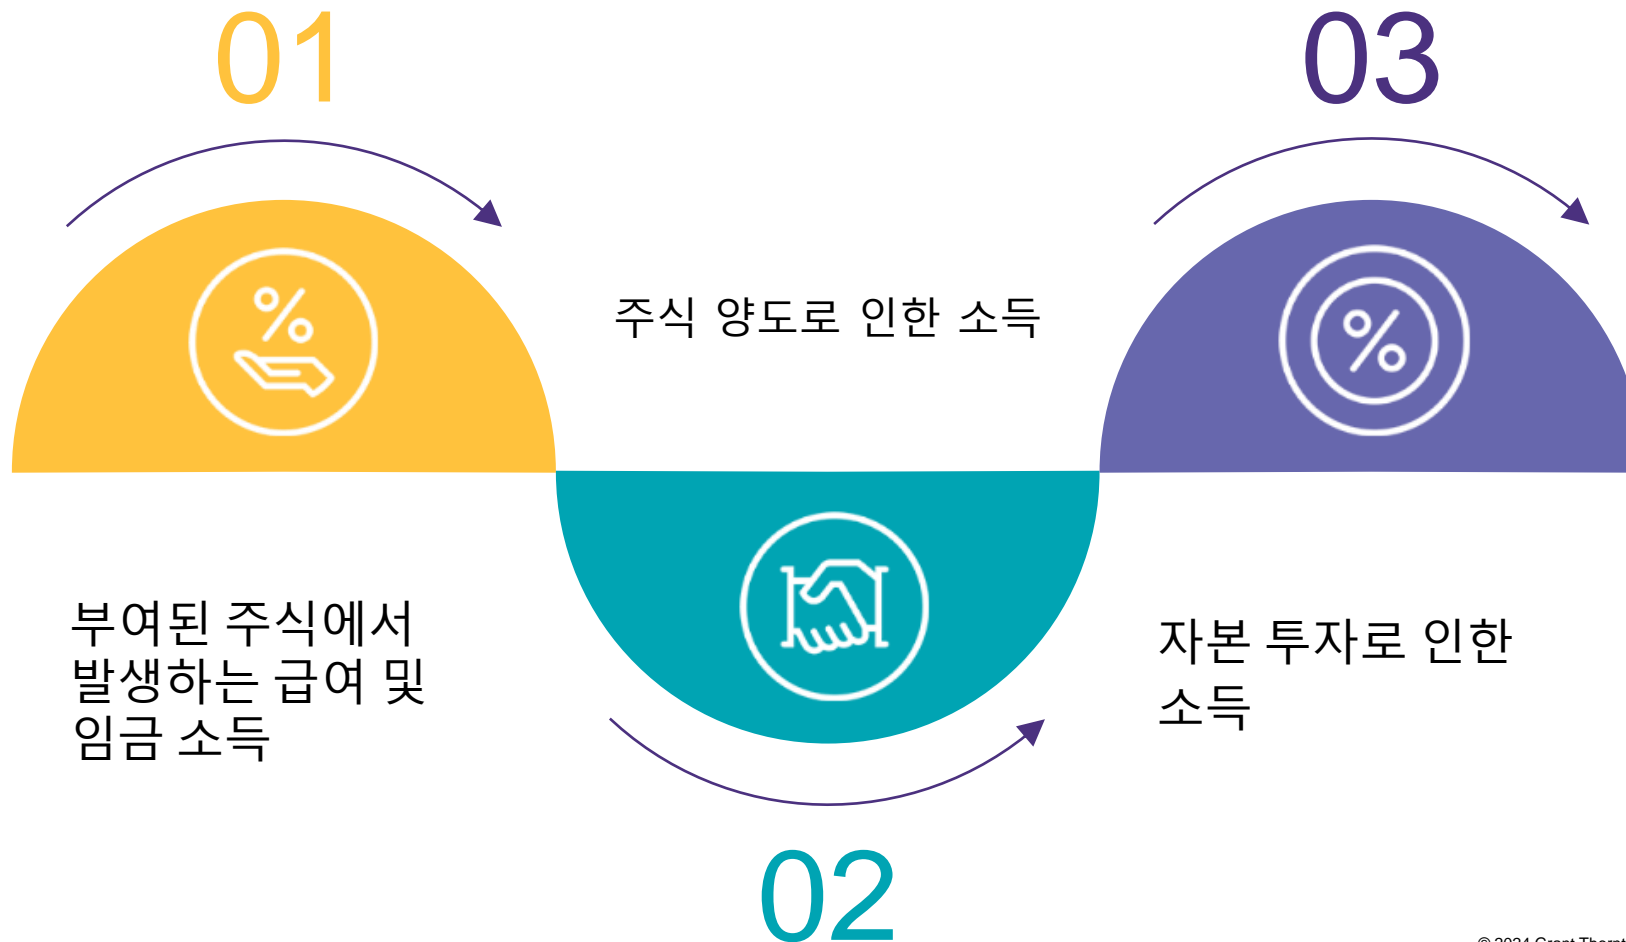 01
부여된 주식에서
발생하는 급여 및
임금 소득
주식 양도로 인한 소득
02
03
자본 투자로 인한
소득
© 2024 Grant